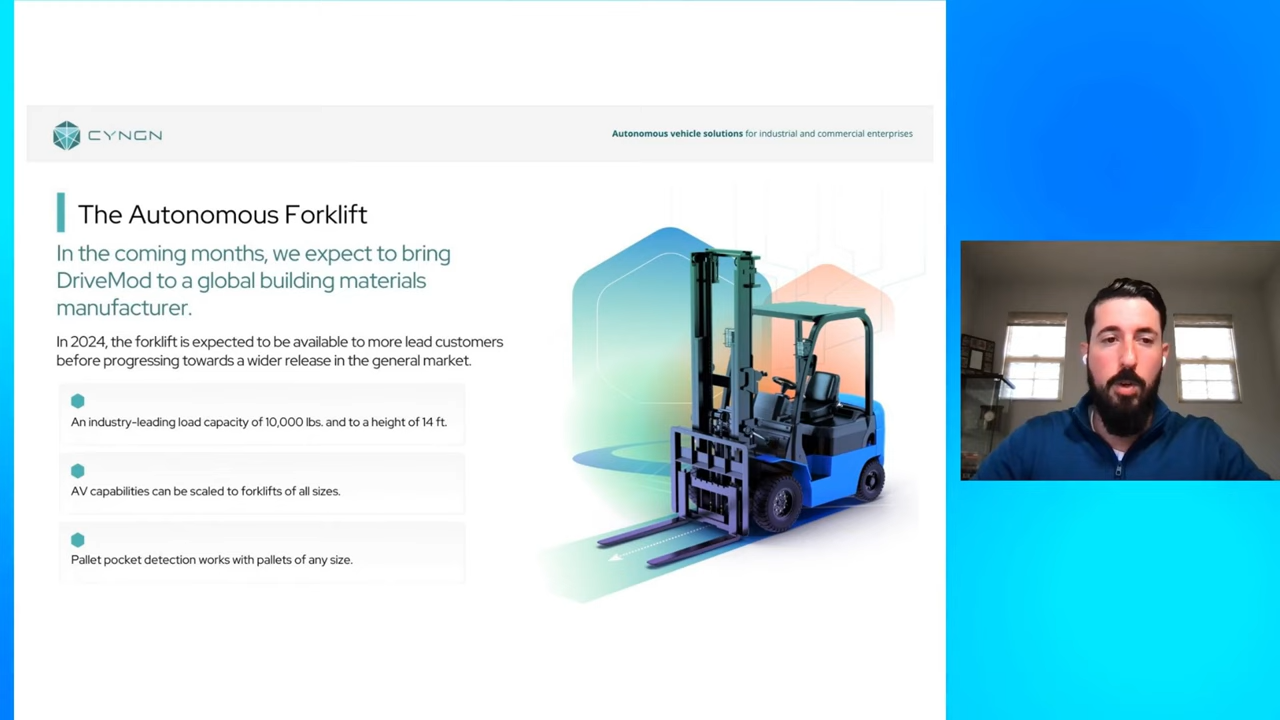 CYNGN
Autonomous vehicle solutions for industrial and commercial enterprises
The Autonomous Forklift
In the coming months, we expect to bring
DriveMod to a global building materials
manufacturer.
In 2024, the forklift is expected to be available to more lead customers
before progressing towards a wider release in the general market.
An industry-leading load capacity of 10,000 lbs. and to a height of 14 ft.
AV capabilities can be scaled to forklifts of all sizes.
Pallet pocket detection works with pallets of any size.